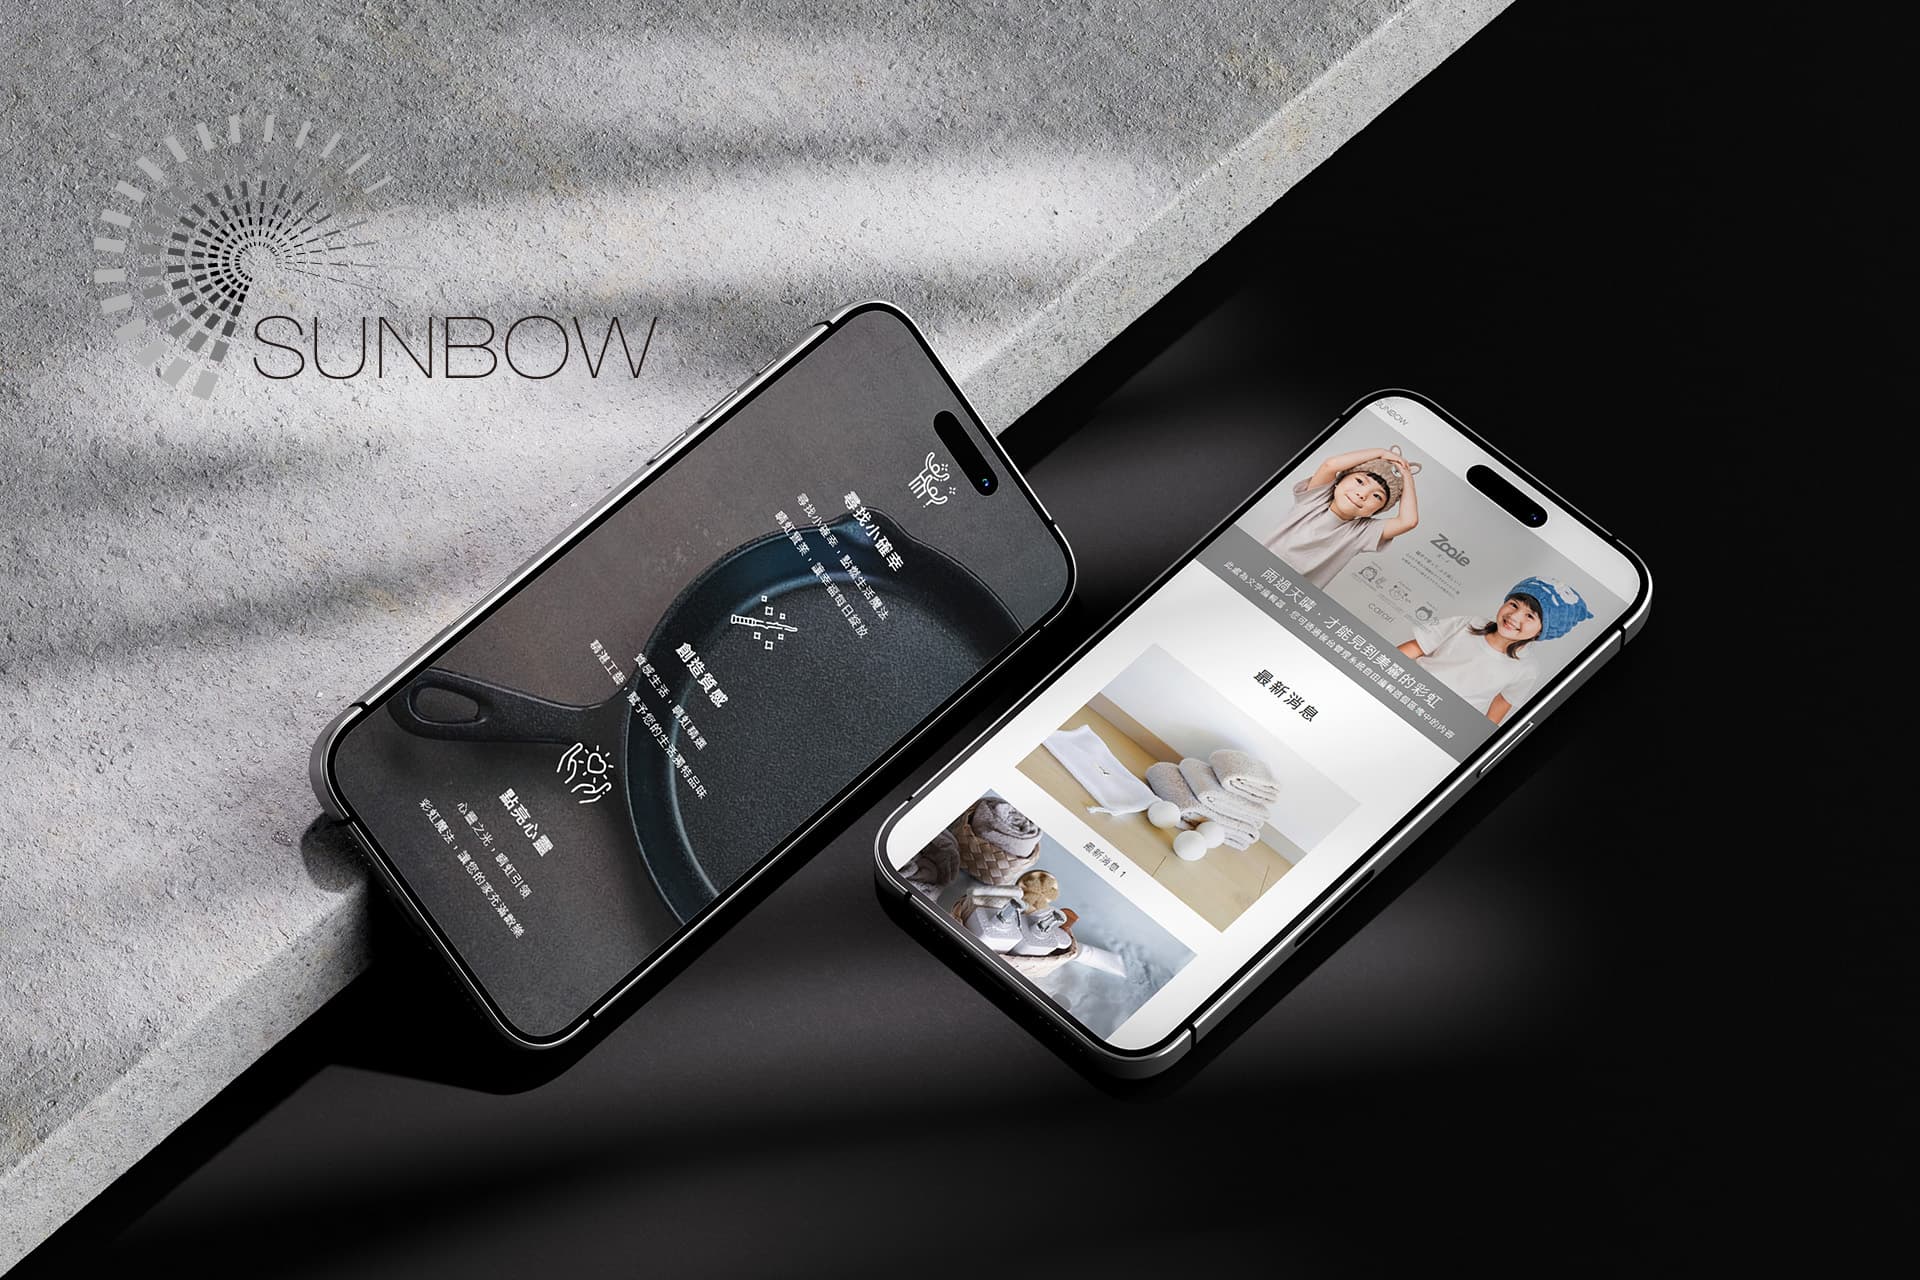 SUNBOW
尋找小確幸
尋找小確幸，點燃生活魔法
晴虹實業，讓幸福每日綻放
創造質感
質感生活，晴虹精選
精湛工藝，賦予您的生活獨特品味
點亮心靈
心靈之光，晴虹引領
彩虹魔法，讓您的家充滿歡樂
SUNBOW
Zooie
carari
雨過天晴．才能見到美麗的彩虹
此處為文字編輯器，您可透過後台管理系統自由編輯這個區塊中的內容
最新消息
最新消息 1